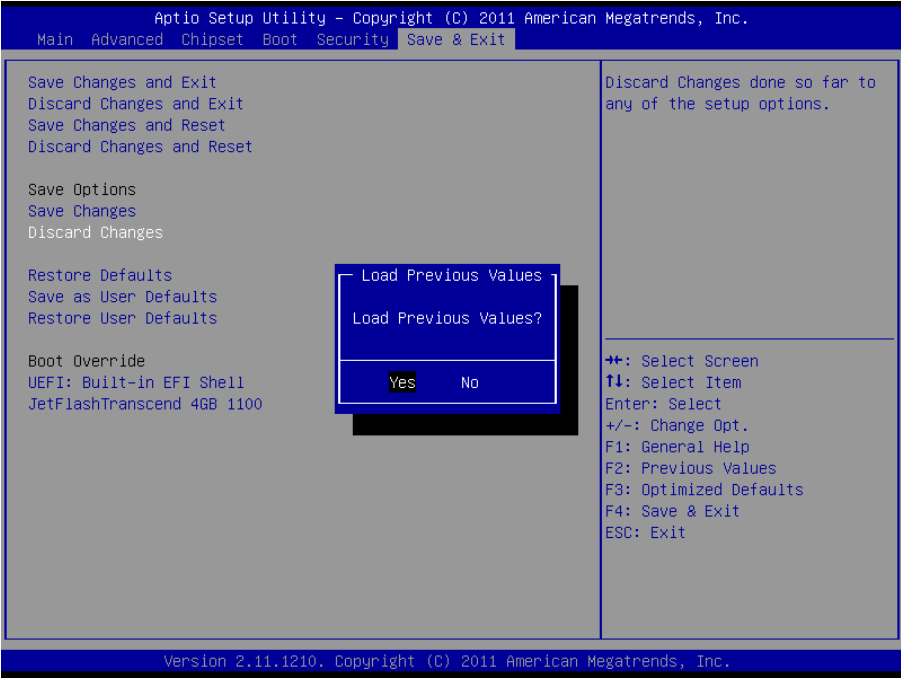 Aptio Setup Utility – Copyright (C) 2011 American Megatrends, Inc.
Main Advanced Chipset Boot Security Save & Exit
Save Changes and Exit
Discard Changes and Exit
Save Changes and Reset
Discard Changes and Reset
Save Options
Save Changes
Discard Changes
Restore Defaults
Save as User Defaults
Restore User Defaults
Boot Override
UEFI: Built-in EFI Shell
JetFlashTranscend 4GB 1100
Load Previous Values
Load Previous Values?
Yes No
Discard Changes done so far to
any of the setup options.
→←: Select Screen
↑↓: Select Item
Enter: Select
+/-: Change Opt.
F1: General Help
F2: Previous Values
F3: Optimized Defaults
F4: Save & Exit
ESC: Exit
Version 2.11.1210. Copyright (C) 2011 American Megatrends, Inc.